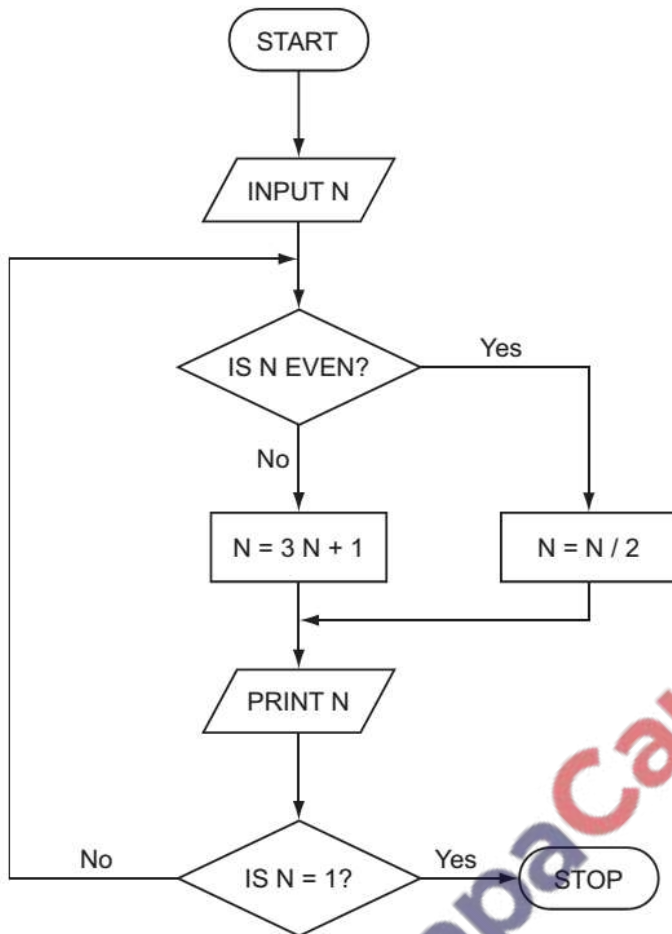 START
INPUT N
IS N EVEN?
Yes
No
N = 3 N + 1
N = N / 2
PRINT N
No
IS N = 1?
Yes
STOP